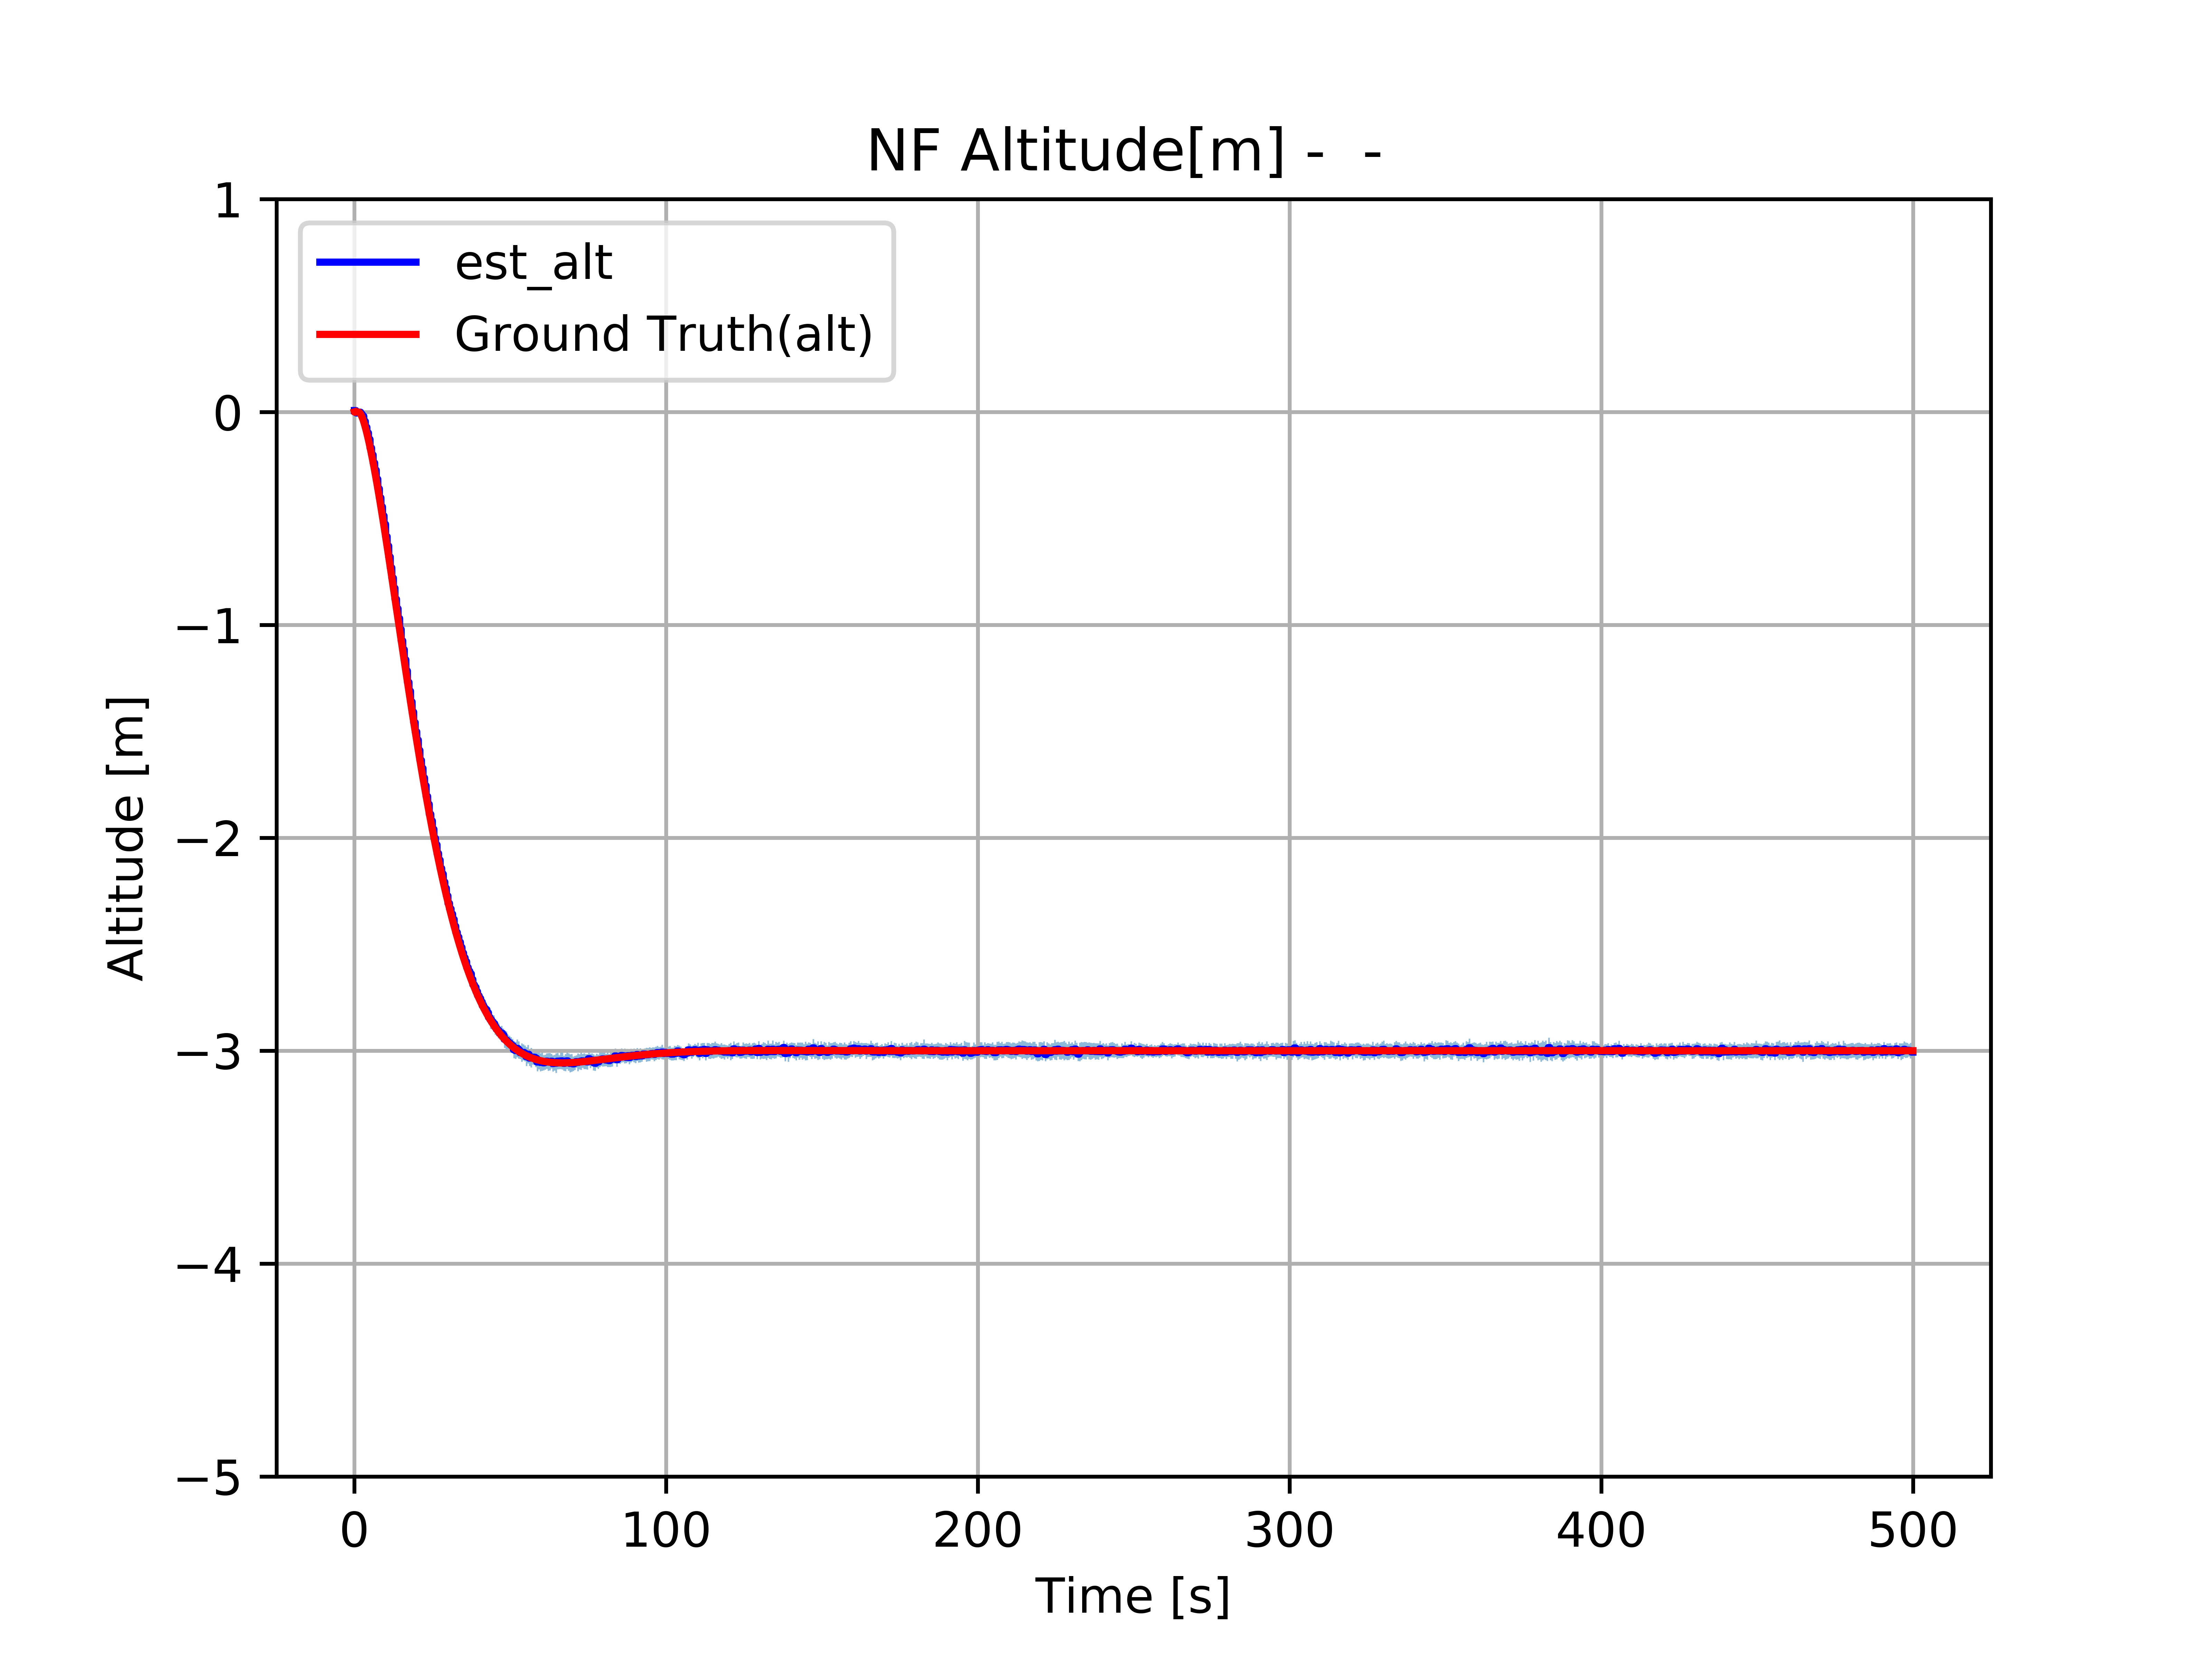 NF Altitude[m] -  -
est_alt
Ground Truth(alt)
Altitude [m]
1
0
−1
−2
−3
−4
−5
0 100 200 300 400 500
Time [s]